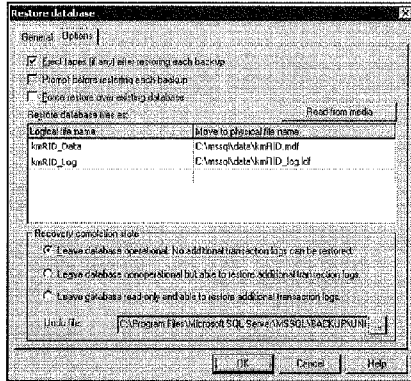 Restore database
General Options
Eject tapes (if any) after restoring each backup
Prompt before restoring each backup
Force restore over existing database
Restore database files as:
Read from media
Logical file name Move to physical file name
kmRID_Data C:\mssql\data\kmRID.mdf
kmRID_Log C:\mssql\data\kmRID_log.ldf
Recovery completion state
Leave database operational. No additional transaction logs can be restored.
Leave database nonoperational but able to restore additional transaction logs.
Leave database read-only and able to restore additional transaction logs.
Undo file: C:\Program Files\Microsoft SQL Server\MSSQL\BACKUP\UN
...
OK Cancel Help